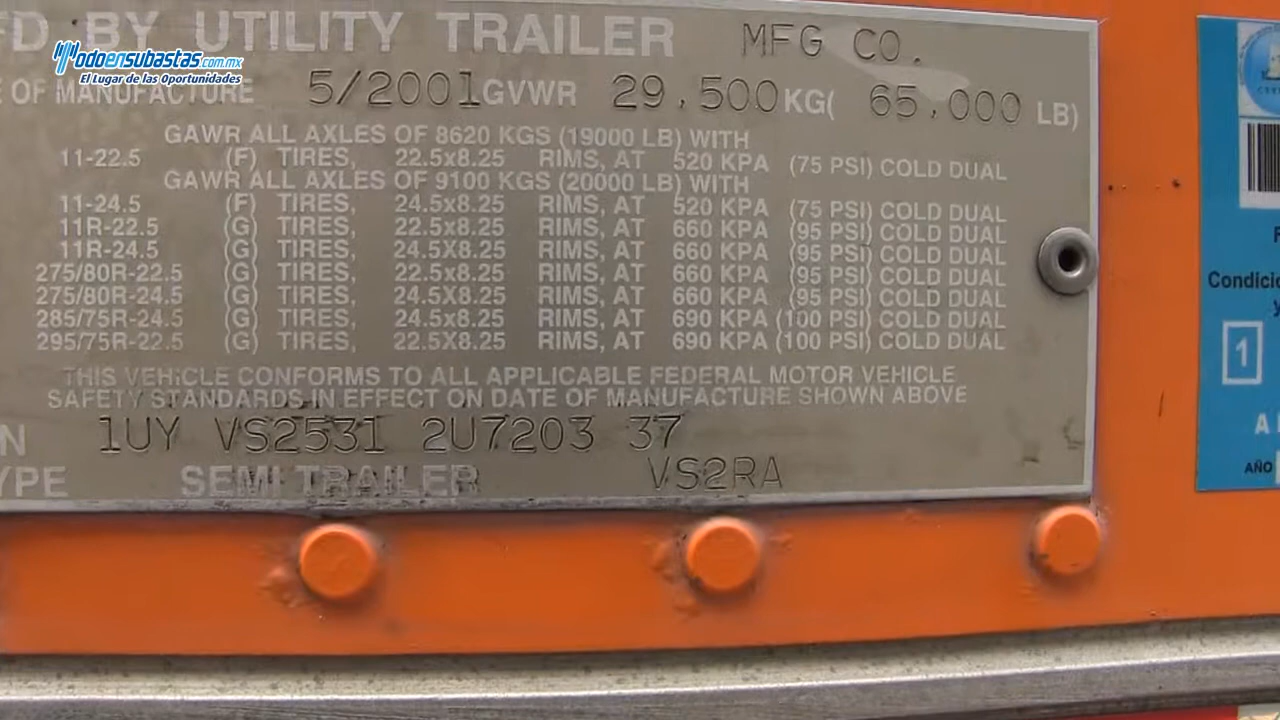 TodoenSubastas.com.mx
El Lugar de las Oportunidades
FD BY UTILITY TRAILER MFG CO.
E OF MANUFACTURE 5/2001 GVWR 29,500 KG( 65,000 LB)
GAWR ALL AXLES OF 8620 KGS (19000 LB) WITH
11-22.5 (F) TIRES, 22.5x8.25 RIMS, AT 520 KPA (75 PSI) COLD DUAL
GAWR ALL AXLES OF 9100 KGS (20000 LB) WITH
11-24.5 (F) TIRES, 24.5x8.25 RIMS, AT 520 KPA (75 PSI) COLD DUAL
11R-22.5 (G) TIRES, 22.5x8.25 RIMS, AT 660 KPA (95 PSI) COLD DUAL
11R-24.5 (G) TIRES, 24.5X8.25 RIMS, AT 660 KPA (95 PSI) COLD DUAL
275/80R-22.5 (G) TIRES, 22.5X8.25 RIMS, AT 660 KPA (95 PSI) COLD DUAL
275/80R-24.5 (G) TIRES, 24.5X8.25 RIMS, AT 660 KPA (95 PSI) COLD DUAL
285/75R-24.5 (G) TIRES, 24.5x8.25 RIMS, AT 690 KPA (100 PSI) COLD DUAL
295/75R-22.5 (G) TIRES, 22.5X8.25 RIMS, AT 690 KPA (100 PSI) COLD DUAL
THIS VEHICLE CONFORMS TO ALL APPLICABLE FEDERAL MOTOR VEHICLE
SAFETY STANDARDS IN EFFECT ON DATE OF MANUFACTURE SHOWN ABOVE
N 1UY VS2531 2U7203 37
YPE SEMI TRAILER VS2RA
Condicio
1
A
AÑO